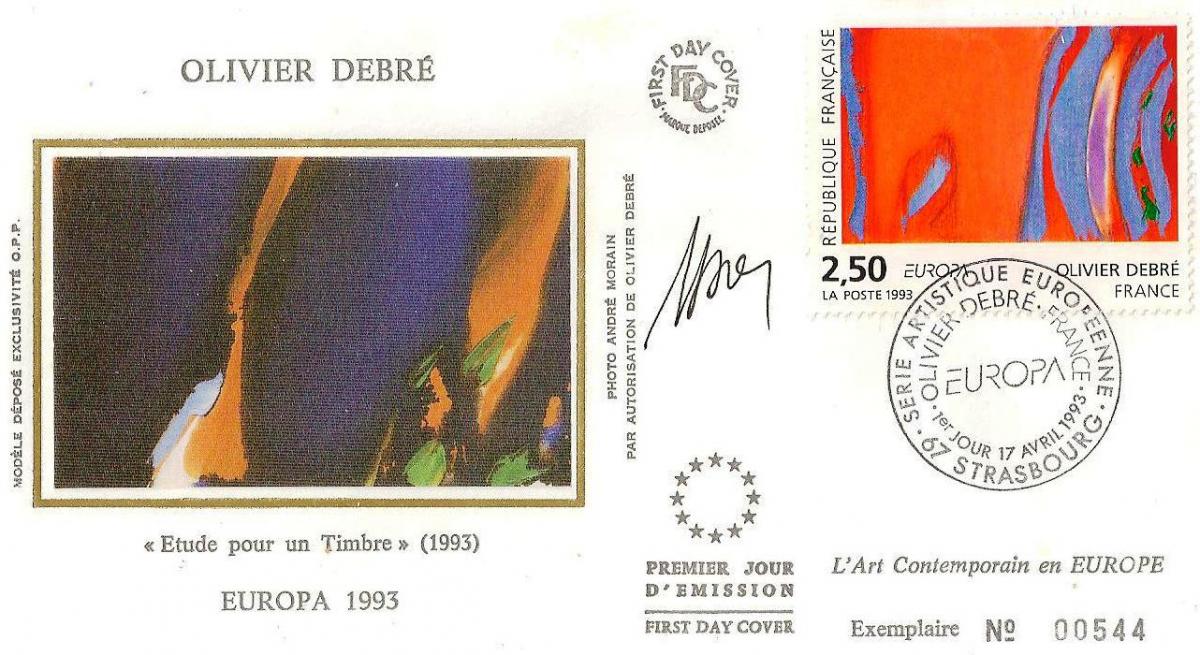 OLIVIER DEBRÉ
MODÈLE DÉPOSÉ EXCLUSIVITÉ O.P.P.
PHOTO ANDRÉ MORAIN
PAR AUTORISATION DE OLIVIER DEBRÉ
« Etude pour un Timbre » (1993)
EUROPA 1993
FIRST DAY COVER
FDC
MARQUE DEPOSEE
PREMIER JOUR
D'EMISSION
FIRST DAY COVER
RÉPUBLIQUE FRANÇAISE
2,50 EUROPA OLIVIER DEBRÉ
LA POSTE 1993 FRANCE
SERIE ARTISTIQUE EUROPEENNE
OLIVIER DEBRÉ · FRANCE
EUROPA
1er JOUR 17 AVRIL 1993
67 STRASBOURG
L'Art Contemporain en EUROPE
Exemplaire Nº 00544